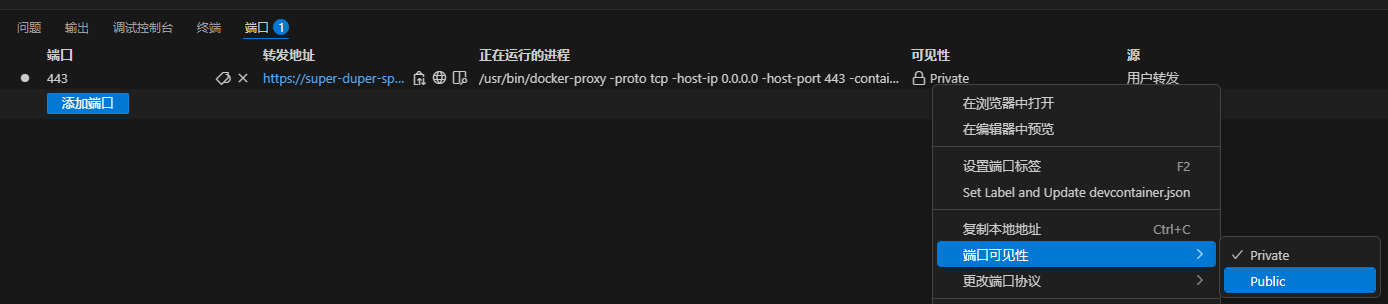 问题 输出 调试控制台 终端 端口 1
端口 转发地址 正在运行的进程 可见性 源
443 https://super-duper-sp... /usr/bin/docker-proxy -proto tcp -host-ip 0.0.0.0 -host-port 443 -contai... Private 用户转发
添加端口
在浏览器中打开
在编辑器中预览
设置端口标签 F2
Set Label and Update devcontainer.json
复制本地地址 Ctrl+C
端口可见性
Private
更改端口协议
Public